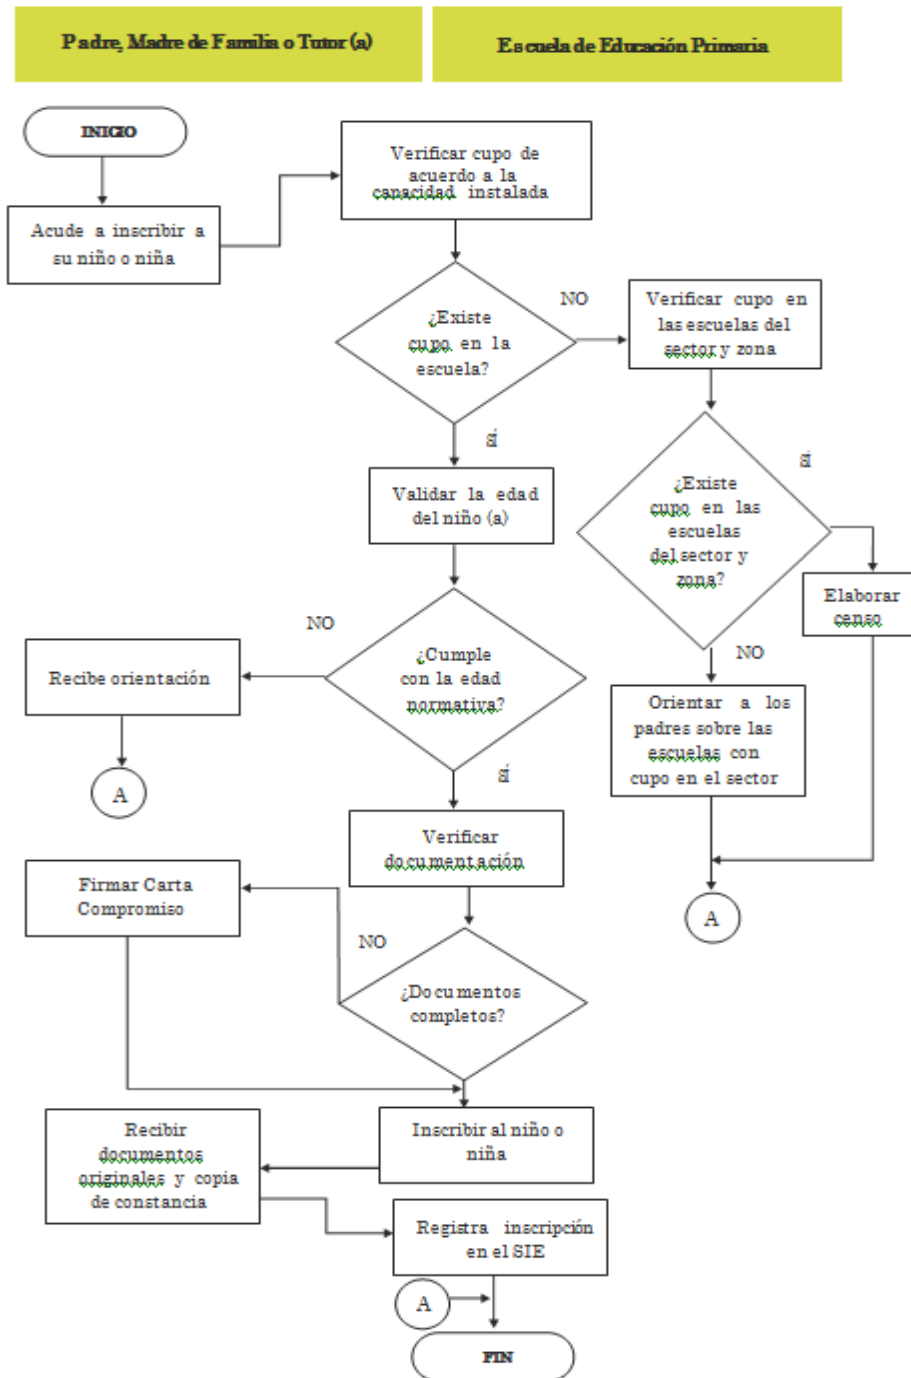 Padre, Madre de Familia o Tutor (a)
Escuela de Educación Primaria
INICIO
Acude a inscribir a
su niño o niña
Verificar cupo de
acuerdo a la
capacidad instalada
¿Existe
cupo en la
escuela?
NO
Verificar cupo en
las escuelas del
sector y zona
SÍ
¿Existe
cupo en las
escuelas
del sector y
zona?
SÍ
Elaborar
censo
NO
Orientar a los
padres sobre las
escuelas con
cupo en el sector
A
Validar la edad
del niño (a)
¿Cumple
con la edad
normativa?
NO
Recibe orientación
A
SÍ
Verificar
documentación
¿Documentos
completos?
NO
Firmar Carta
Compromiso
Inscribir al niño o
niña
Recibir
documentos
originales y copia
de constancia
Registra inscripción
en el SIE
A
FIN